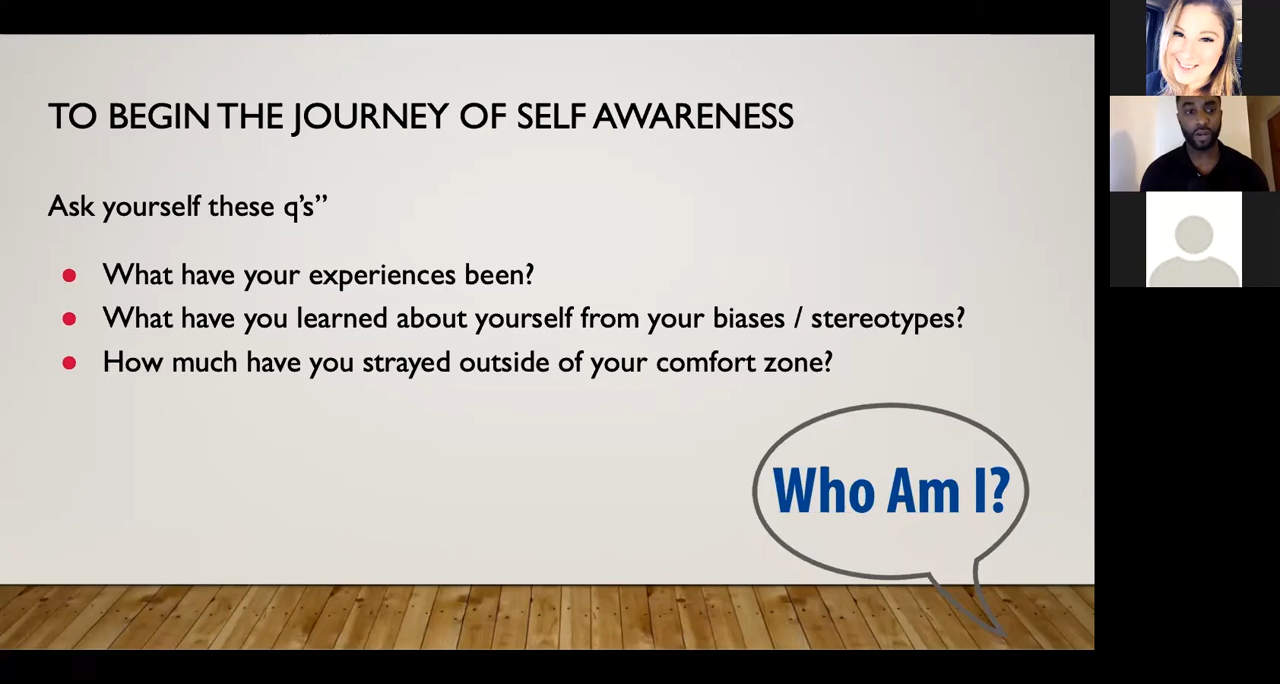 TO BEGIN THE JOURNEY OF SELF AWARENESS
Ask yourself these q’s”
● What have your experiences been?
● What have you learned about yourself from your biases / stereotypes?
● How much have you strayed outside of your comfort zone?
Who Am I?